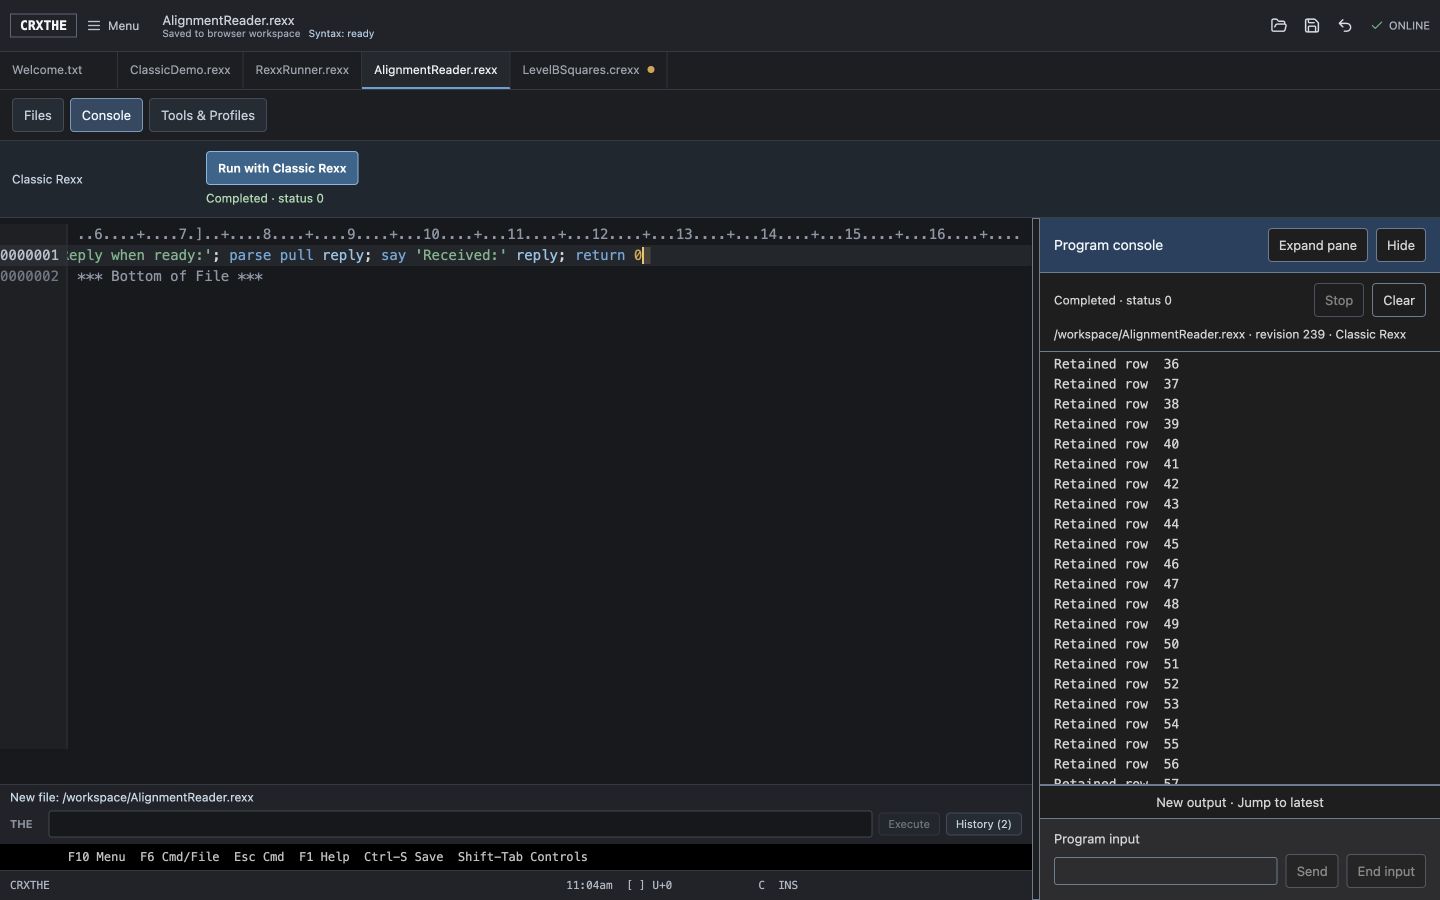 CRXTHE
Menu
AlignmentReader.rexx
Saved to browser workspace Syntax: ready
ONLINE
Welcome.txt ClassicDemo.rexx RexxRunner.rexx AlignmentReader.rexx LevelBSquares.crexx
Files Console Tools & Profiles
Classic Rexx
Run with Classic Rexx
Completed · status 0
..6....+....7.]..+....8....+....9....+...10....+...11....+...12....+...13....+...14....+...15....+...16....+....
0000001 reply when ready:'; parse pull reply; say 'Received:' reply; return 0
0000002 *** Bottom of File ***
New file: /workspace/AlignmentReader.rexx
THE
Execute History (2)
F10 Menu F6 Cmd/File Esc Cmd F1 Help Ctrl-S Save Shift-Tab Controls
CRXTHE 11:04am [ ] U+0 C INS
Program console Expand pane Hide
Completed · status 0 Stop Clear
/workspace/AlignmentReader.rexx · revision 239 · Classic Rexx
Retained row 36
Retained row 37
Retained row 38
Retained row 39
Retained row 40
Retained row 41
Retained row 42
Retained row 43
Retained row 44
Retained row 45
Retained row 46
Retained row 47
Retained row 48
Retained row 49
Retained row 50
Retained row 51
Retained row 52
Retained row 53
Retained row 54
Retained row 55
Retained row 56
Retained row 57
New output · Jump to latest
Program input
Send End input